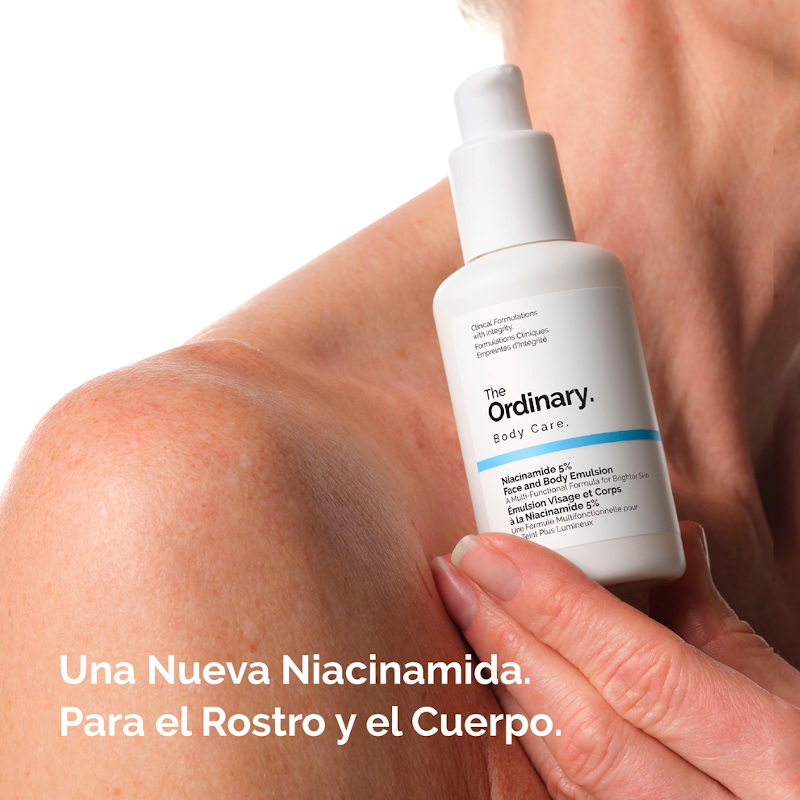 Clinical Formulations
with Integrity.
Formulations Cliniques
Empreintes d'Intégrité.
The
Ordinary.
Body Care.
Niacinamide 5%
Face and Body Emulsion
A Multi-Functional Formula for Brighter Skin
Émulsion Visage et Corps
à la Niacinamide 5%
Une Formule Multifonctionnelle pour
Teint Plus Lumineux
Una Nueva Niacinamida.
Para el Rostro y el Cuerpo.